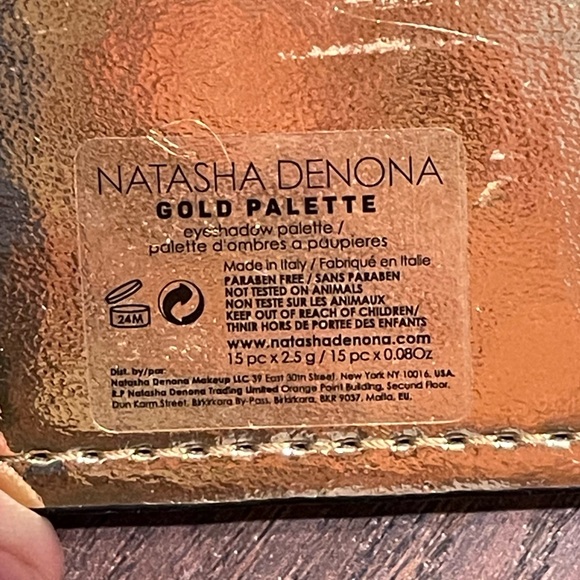 NATASHA DENONA
GOLD PALETTE
eyeshadow palette /
palette d'ombres a paupieres
Made in Italy / Fabriqué en Italie
PARABEN FREE / SANS PARABEN
NOT TESTED ON ANIMALS
NON TESTE SUR LES ANIMAUX
KEEP OUT OF REACH OF CHILDREN/
THNIR HORS DE PORTEE DES ENFANTS
24M
www.natashadenona.com
15 pc x 2.5 g / 15 pc x 0.08Oz
Dist. by/par:
Natasha Denona Makeup LLC 39 East 30th Street, New York NY-10016, USA.
R.P Natasha Denona Trading Limited Orange Point Building, Second Floor,
Dun Karm Street, Birkirkara By-Pass, Birkirkara, BKR 9037, Malta, EU.